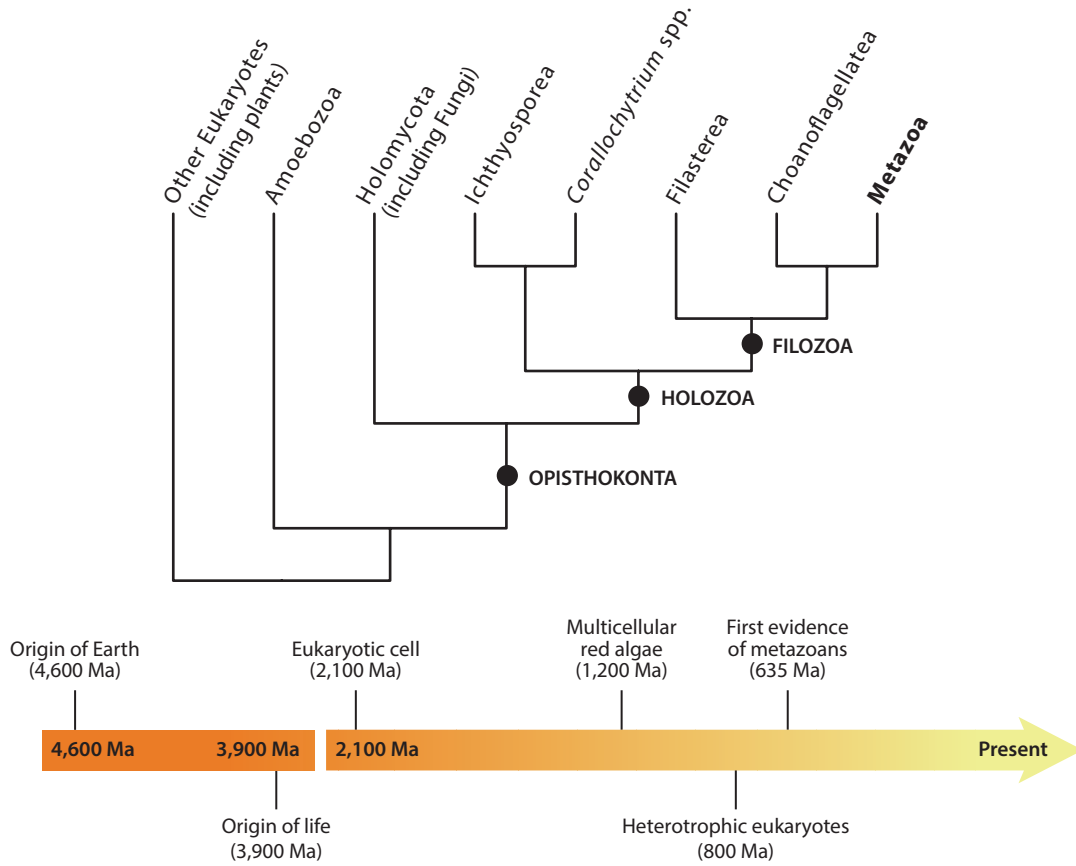 Other Eukaryotes
(including plants)
Amoebozoa
Holomycota
(including Fungi)
Ichthyosporea
Corallochytrium spp.
Filasterea
Choanoflagellatea
Metazoa
FILOZOA
HOLOZOA
OPISTHOKONTA
Origin of Earth
(4,600 Ma)
Eukaryotic cell
(2,100 Ma)
Multicellular
red algae
(1,200 Ma)
First evidence
of metazoans
(635 Ma)
4,600 Ma
3,900 Ma
2,100 Ma
Present
Origin of life
(3,900 Ma)
Heterotrophic eukaryotes
(800 Ma)